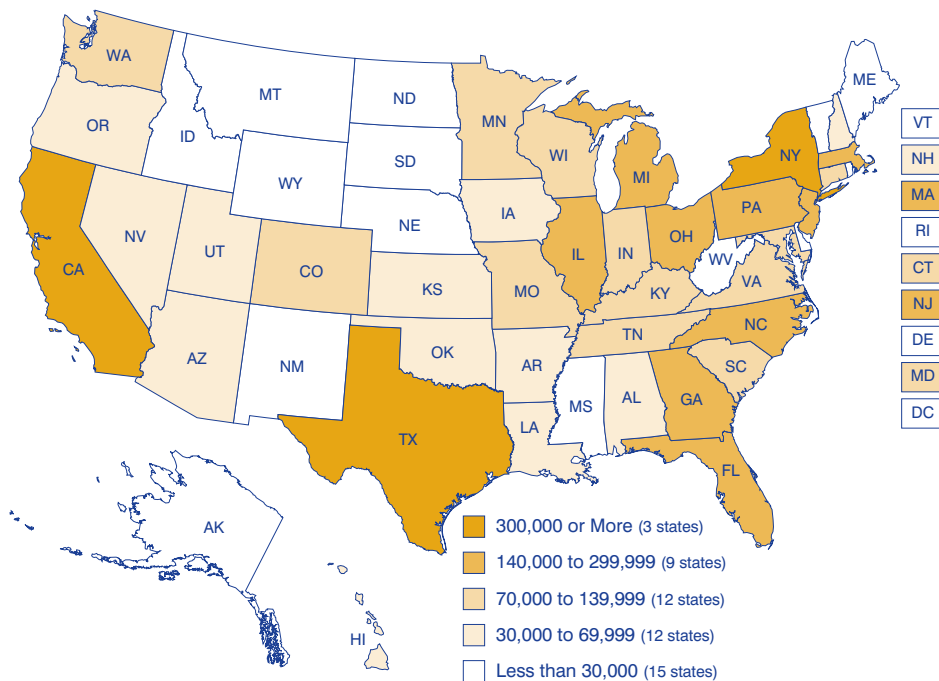 WA
MT
ND
ME
OR
ID
MN
VT
WI
NY
NH
SD
MI
WY
MA
IA
PA
NE
RI
NV
UT
IL
IN
OH
WV
CT
CA
CO
KS
MO
KY
VA
NJ
NC
TN
DE
AZ
NM
OK
AR
SC
MD
MS
AL
GA
DC
TX
LA
FL
AK
HI
300,000 or More (3 states)
140,000 to 299,999 (9 states)
70,000 to 139,999 (12 states)
30,000 to 69,999 (12 states)
Less than 30,000 (15 states)